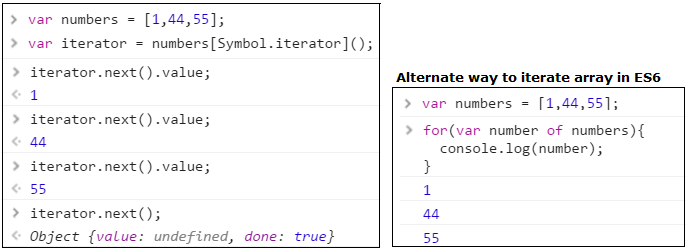 var numbers = [1,44,55];
var iterator = numbers[Symbol.iterator]();
iterator.next().value;
1
iterator.next().value;
44
iterator.next().value;
55
iterator.next();
Object {value: undefined, done: true}
Alternate way to iterate array in ES6
var numbers = [1,44,55];
for(var number of numbers){
console.log(number);
}
1
44
55